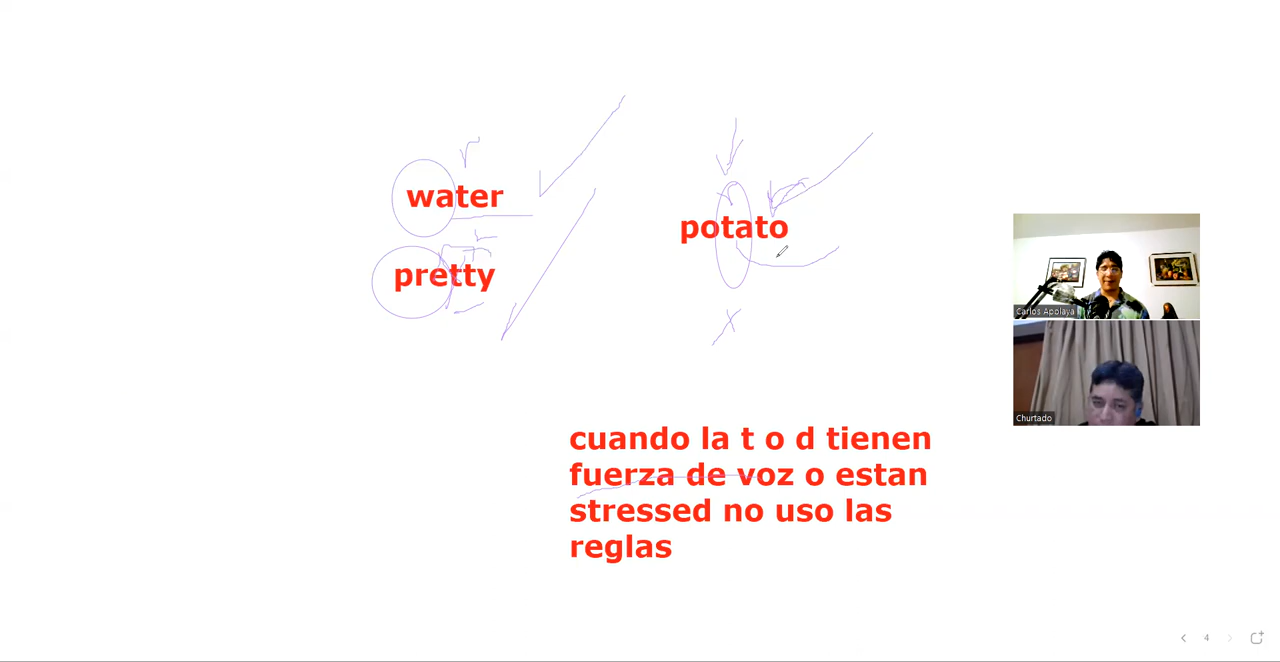 r
water
potato
r
pretty
Carlos Apolaya
Churtado
x
cuando la t o d tienen
fuerza de voz o estan
stressed no uso las
reglas
4